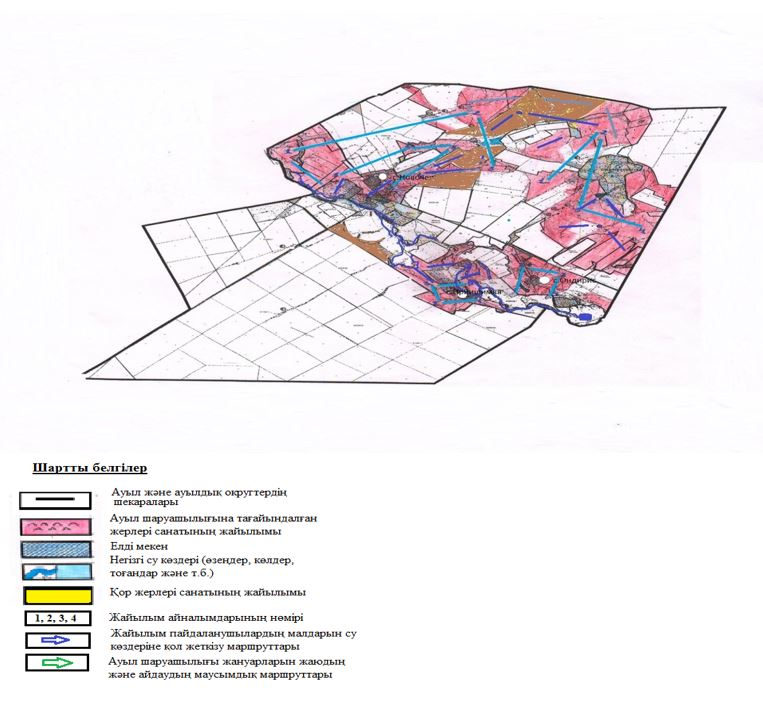 с.Өндіріс
Шартты белгілер
Ауыл және ауылдық округтердің
шекаралары
Ауыл шаруашылығына тағайындалған
жерлері санатының жайылымы
Елді мекен
Негізгі су көздері (өзендер, көлдер,
тоғандар және т.б.)
Қор жерлері санатының жайылымы
1, 2, 3, 4 Жайылым айналымдарының нөмірі
Жайылым пайдаланушылардың малдарын су
көздеріне қол жеткізу маршруттары
Ауыл шаруашылығы жануарларын жаюдың
және айдаудың маусымдық маршруттары